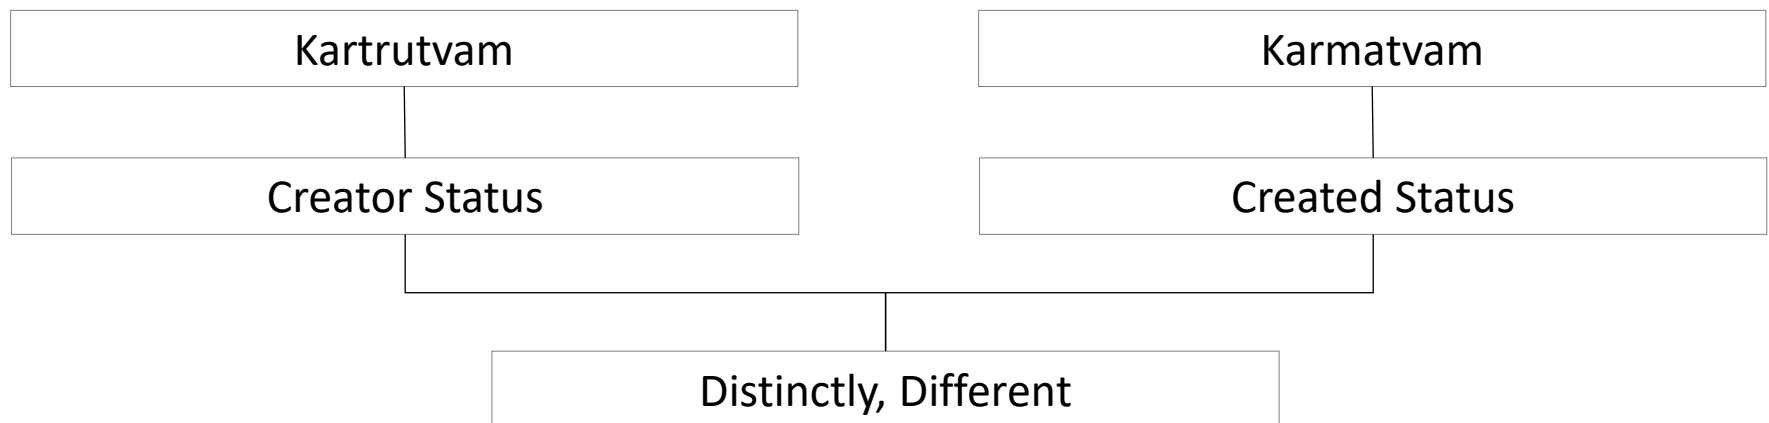 Kartrutvam
Karmatvam
Creator Status
Created Status
Distinctly, Different